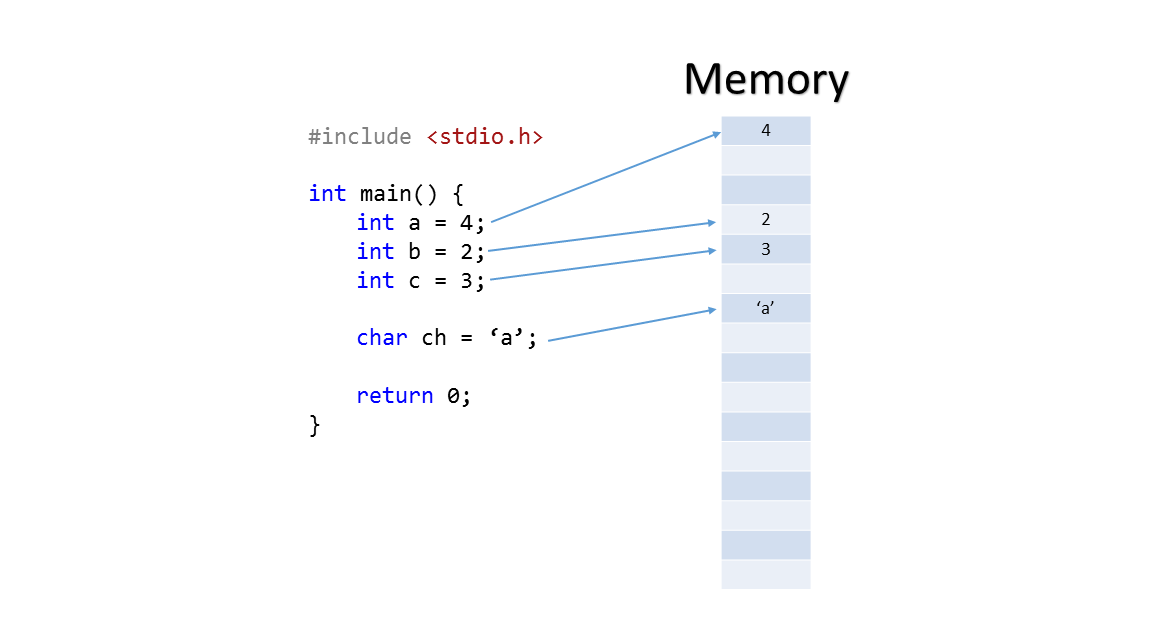 Memory
#include <stdio.h>
int main() {
int a = 4;
int b = 2;
int c = 3;
char ch = ‘a’;
return 0;
}
4
2
3
‘a’